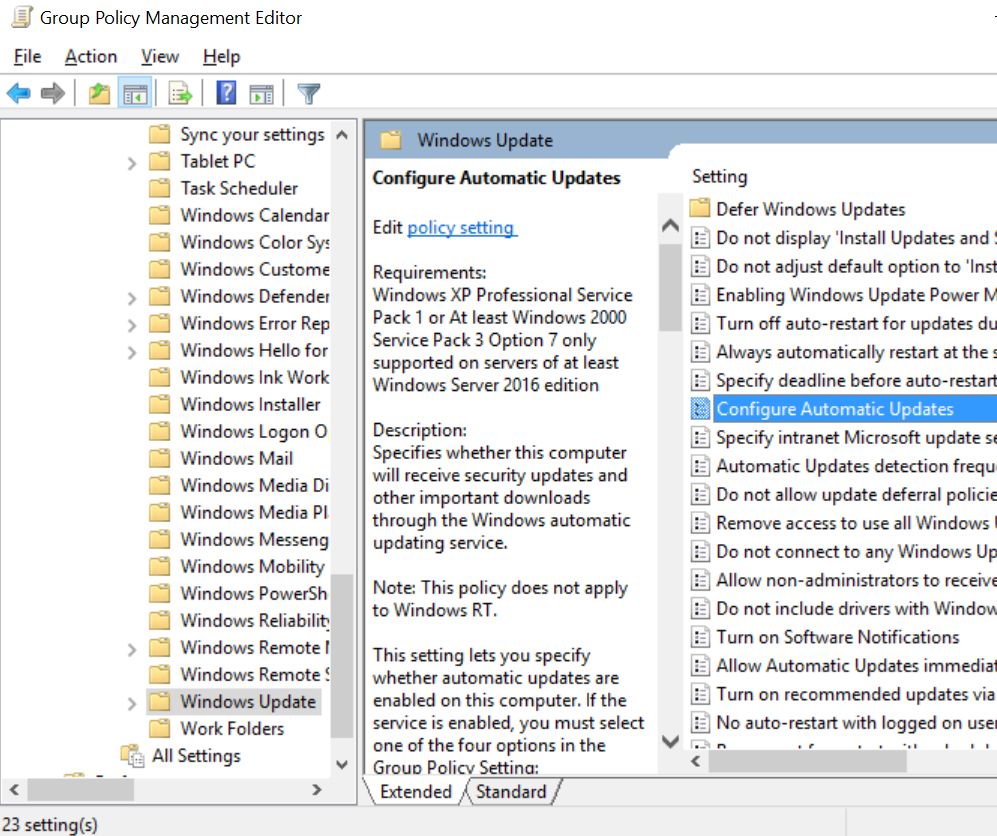 Group Policy Management Editor
File Action View Help
Sync your settings
Tablet PC
Task Scheduler
Windows Calendar
Windows Color Sys
Windows Custome
Windows Defender
Windows Error Rep
Windows Hello for
Windows Ink Work
Windows Installer
Windows Logon O
Windows Mail
Windows Media Di
Windows Media Pl
Windows Messeng
Windows Mobility
Windows PowerShe
Windows Reliability
Windows Remote M
Windows Remote S
Windows Update
Work Folders
All Settings
Windows Update
Configure Automatic Updates
Edit policy setting
Requirements:
Windows XP Professional Service
Pack 1 or At least Windows 2000
Service Pack 3 Option 7 only
supported on servers of at least
Windows Server 2016 edition
Description:
Specifies whether this computer
will receive security updates and
other important downloads
through the Windows automatic
updating service.
Note: This policy does not apply
to Windows RT.
This setting lets you specify
whether automatic updates are
enabled on this computer. If the
service is enabled, you must select
one of the four options in the
Group Policy Setting:
Setting
Defer Windows Updates
Do not display 'Install Updates and S
Do not adjust default option to 'Inst
Enabling Windows Update Power M
Turn off auto-restart for updates du
Always automatically restart at the s
Specify deadline before auto-restart
Configure Automatic Updates
Specify intranet Microsoft update se
Automatic Updates detection freque
Do not allow update deferral policie
Remove access to use all Windows U
Do not connect to any Windows Up
Allow non-administrators to receive
Do not include drivers with Window
Turn on Software Notifications
Allow Automatic Updates immediat
Turn on recommended updates via
No auto-restart with logged on user
Extended Standard
23 setting(s)